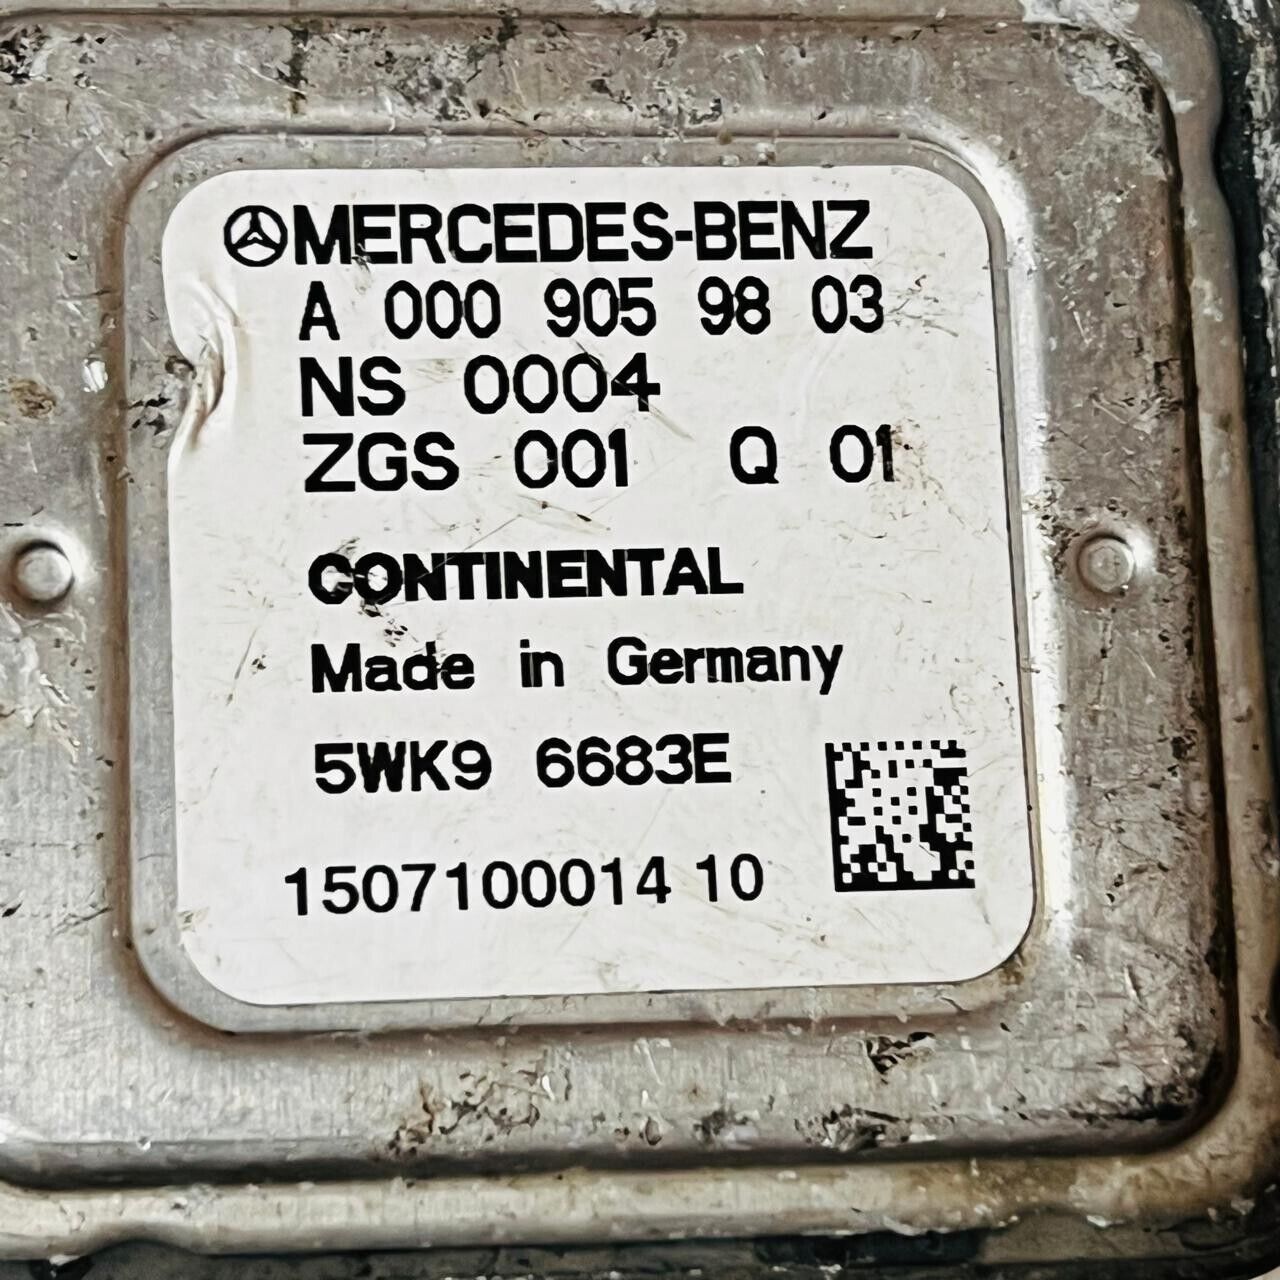 MERCEDES-BENZ
A 000 905 98 03
NS 0004
ZGS 001 Q 01
CONTINENTAL
Made in Germany
5WK9 6683E
1507100014 10